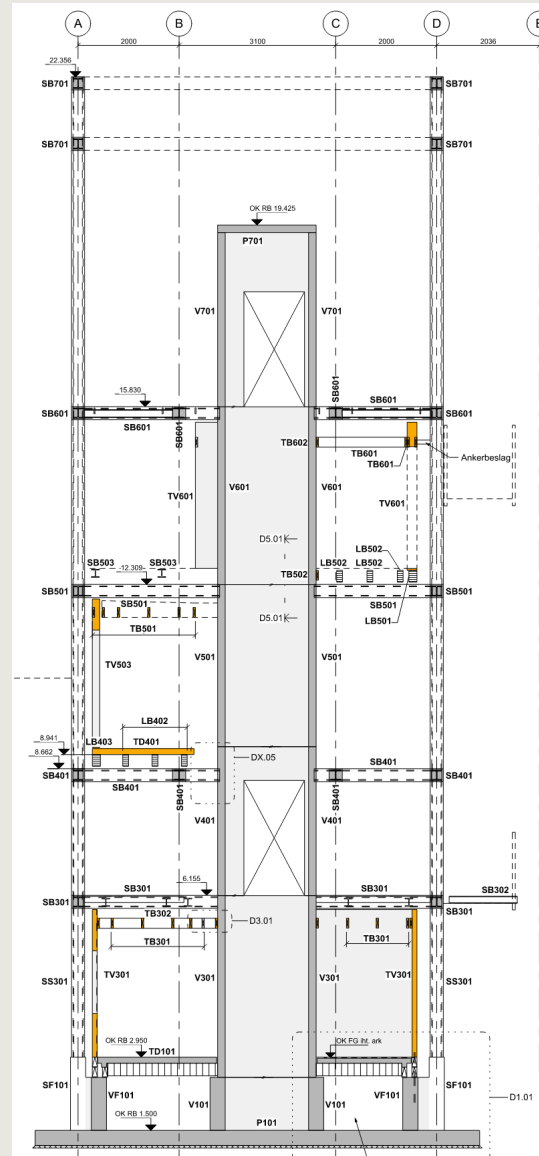 A B C D E
2000 3100 2000 2036
22.356
SB701 SB701
SB701 SB701
OK RB 19.425
P701
V701 V701
15.830
SB601
SB601 SB601
SB601
SB601
SB601
TB602
TB601
TB601
Ankerbeslag
TV601
V601 V601
TV601
D5.01
LB502
SB503 SB503
-12.309
LB502 LB502
TB502
SB501 SB501
SB501
SB501
LB501
D5.01
TB501
V501 V501
TV503
LB402
8.941
LB403
TD401
8.662
DX.05
SB401
SB401 SB401
SB401
SB401
SB401
V401 V401
6.155
SB301 SB301 SB302
SB301 SB301
TB302
D3.01
TB301 TB301
TV301 V301 V301 TV301
SS301 SS301
OK RB 2.950
OK FG iht. ark
TD101
SF101 SF101
VF101 V101 V101 VF101
D1.01
OK RB 1.500
P101